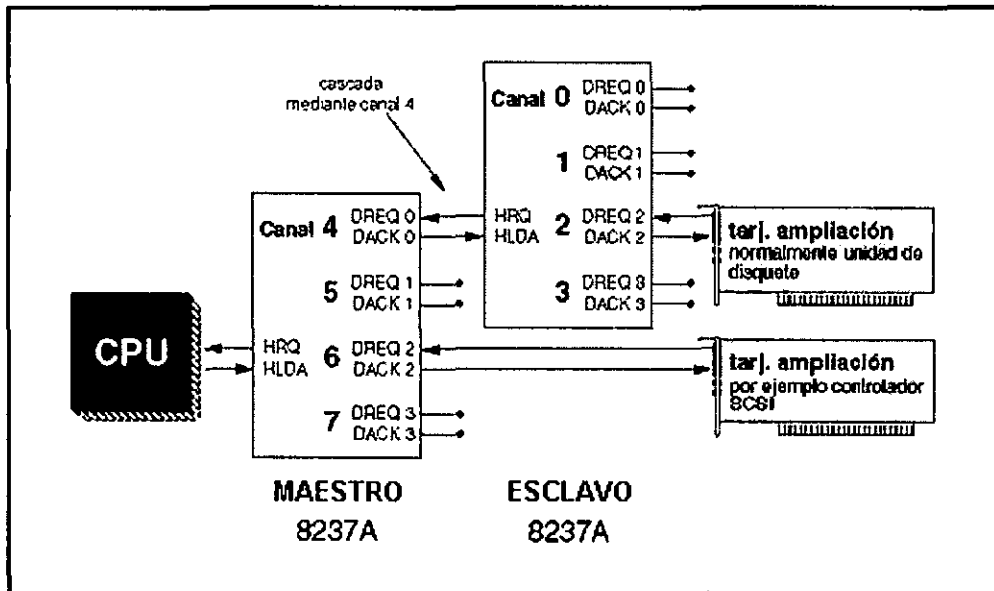 cascada
mediante canal 4
Canal 0 DREQ 0
DACK 0
1 DREQ 1
DACK 1
HRQ 2 DREQ 2
HLDA DACK 2
3 DREQ 3
DACK 3
tarj. ampliación
normalmente unidad de
disquete
Canal 4 DREQ 0
DACK 0
5 DREQ 1
DACK 1
CPU
HRQ 6 DREQ 2
HLDA DACK 2
7 DREQ 3
DACK 3
tarj. ampliación
por ejemplo controlador
SCSI
MAESTRO
8237A
ESCLAVO
8237A